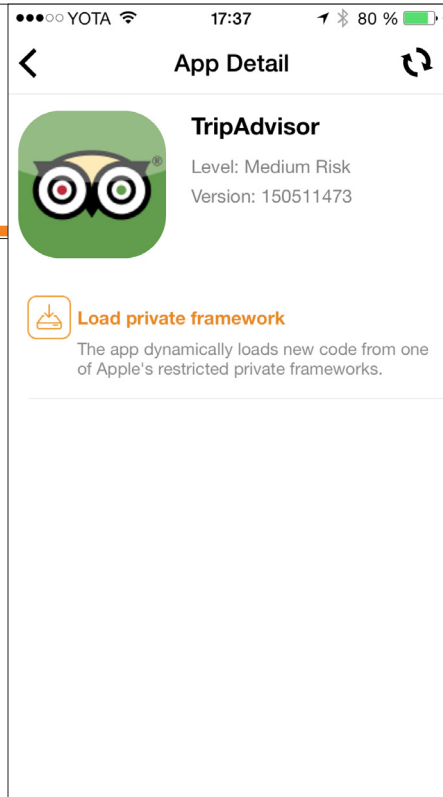 YOTA 17:37 80 %
App Detail
TripAdvisor
Level: Medium Risk
Version: 150511473
®
Load private framework
The app dynamically loads new code from one
of Apple's restricted private frameworks.